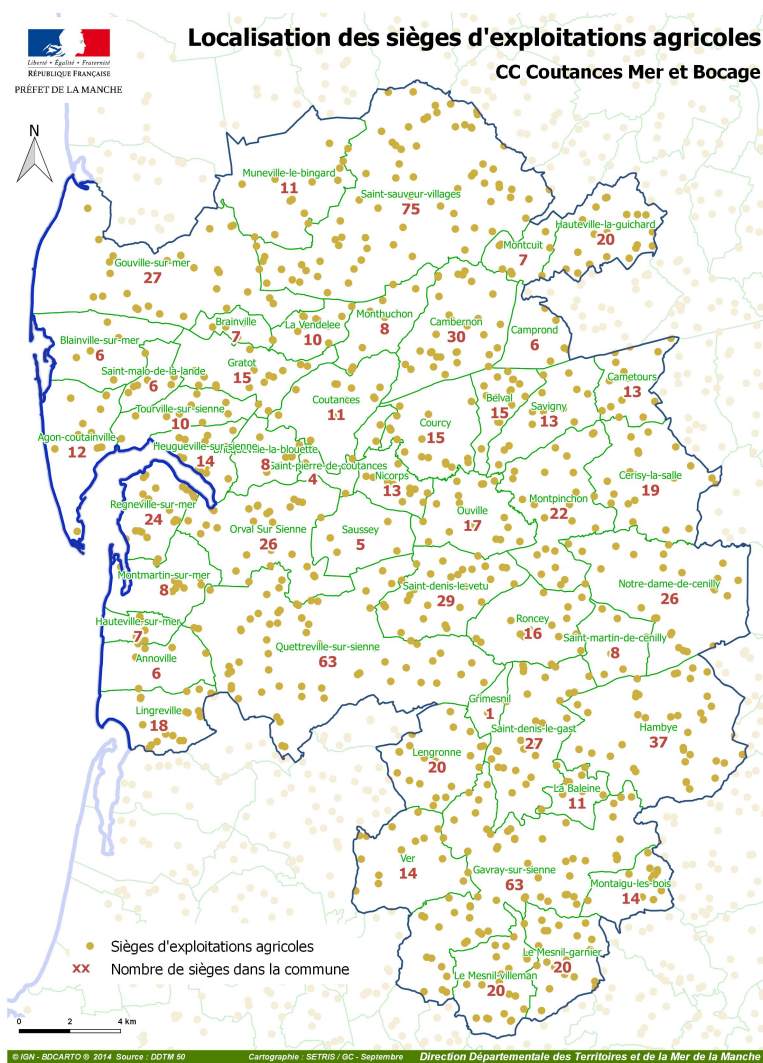 Localisation des sièges d'exploitations agricoles
CC Coutances Mer et Bocage
Liberté • Égalité • Fraternité
RÉPUBLIQUE FRANÇAISE
PRÉFET DE LA MANCHE
N
Muneville-le-bingard
11
Saint-sauveur-villages
75
Hauteville-la-guichard
20
Montcuit
7
Gouville-sur-mer
27
Brainville
7
La Vendelee
10
Monthuchon
8
Cambernon
30
Camprond
6
Blainville-sur-mer
6
Saint-malo-de-la-lande
6
Gratot
15
Cametours
13
Coutances
11
Belval
15
Savigny
13
Tourville-sur-sienne
10
Courcy
15
Agon-coutainville
12
Heugueville-sur-sienne
14
-la-blouette
8
Saint-pierre-de-coutances
4
Nicorps
13
Cerisy-la-salle
19
Regneville-sur-mer
24
Montpinchon
22
Ouville
17
Orval Sur Sienne
26
Saussey
5
Montmartin-sur-mer
8
Saint-denis-le-vetu
29
Notre-dame-de-cenilly
26
Hauteville-sur-mer
7
Roncey
16
Saint-martin-de-cenilly
8
Quettreville-sur-sienne
63
Annoville
6
Grimesnil
1
Lingreville
18
Saint-denis-le-gast
27
Hambye
37
Lengronne
20
La Baleine
11
Ver
14
Gavray-sur-sienne
63
Montaigu-les-bois
14
Le Mesnil-garnier
20
Le Mesnil-villeman
20
Sièges d'exploitations agricoles
xx Nombre de sièges dans la commune
0 2 4 km
© IGN - BDCARTO ® 2014 Source : DDTM 50
Cartographie : SETRIS / GC - Septembre
Direction Départementale des Territoires et de la Mer de la Manche